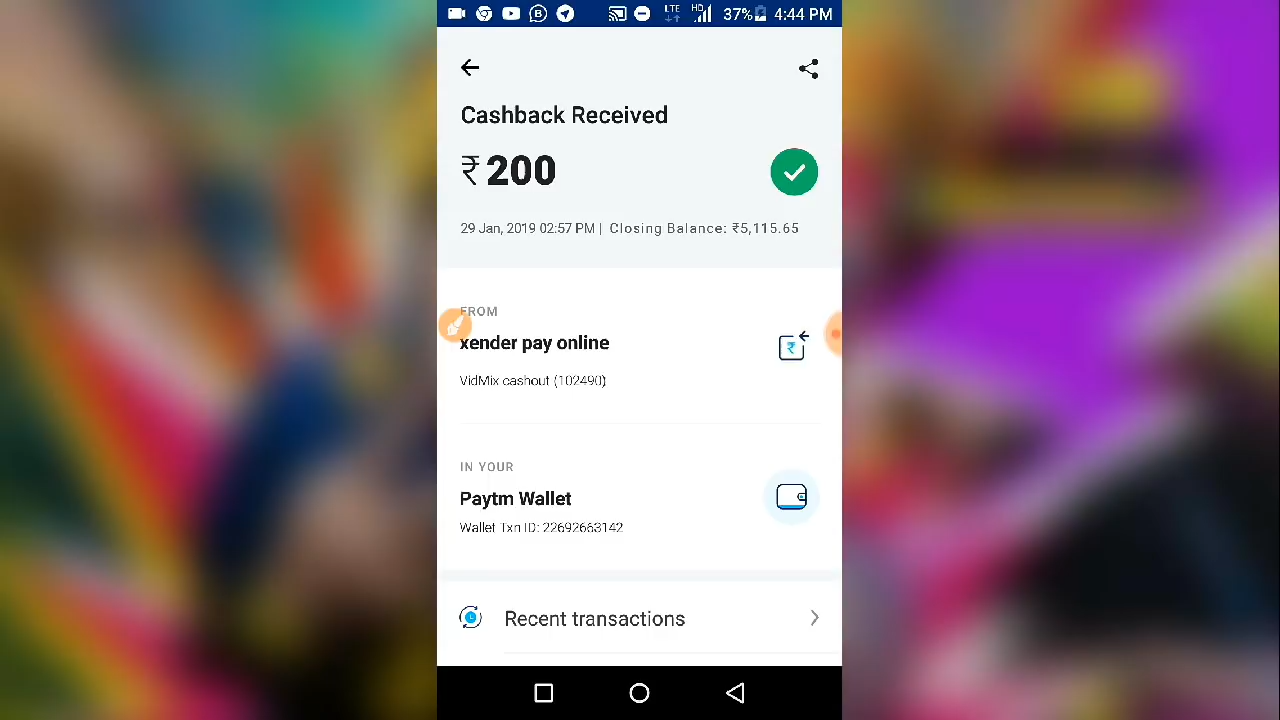 LTE HD 37% 4:44 PM
Cashback Received
₹ 200
29 Jan, 2019 02:57 PM | Closing Balance: ₹5,115.65
FROM
xender pay online
VidMix cashout (102490)
IN YOUR
Paytm Wallet
Wallet Txn ID: 22692663142
Recent transactions